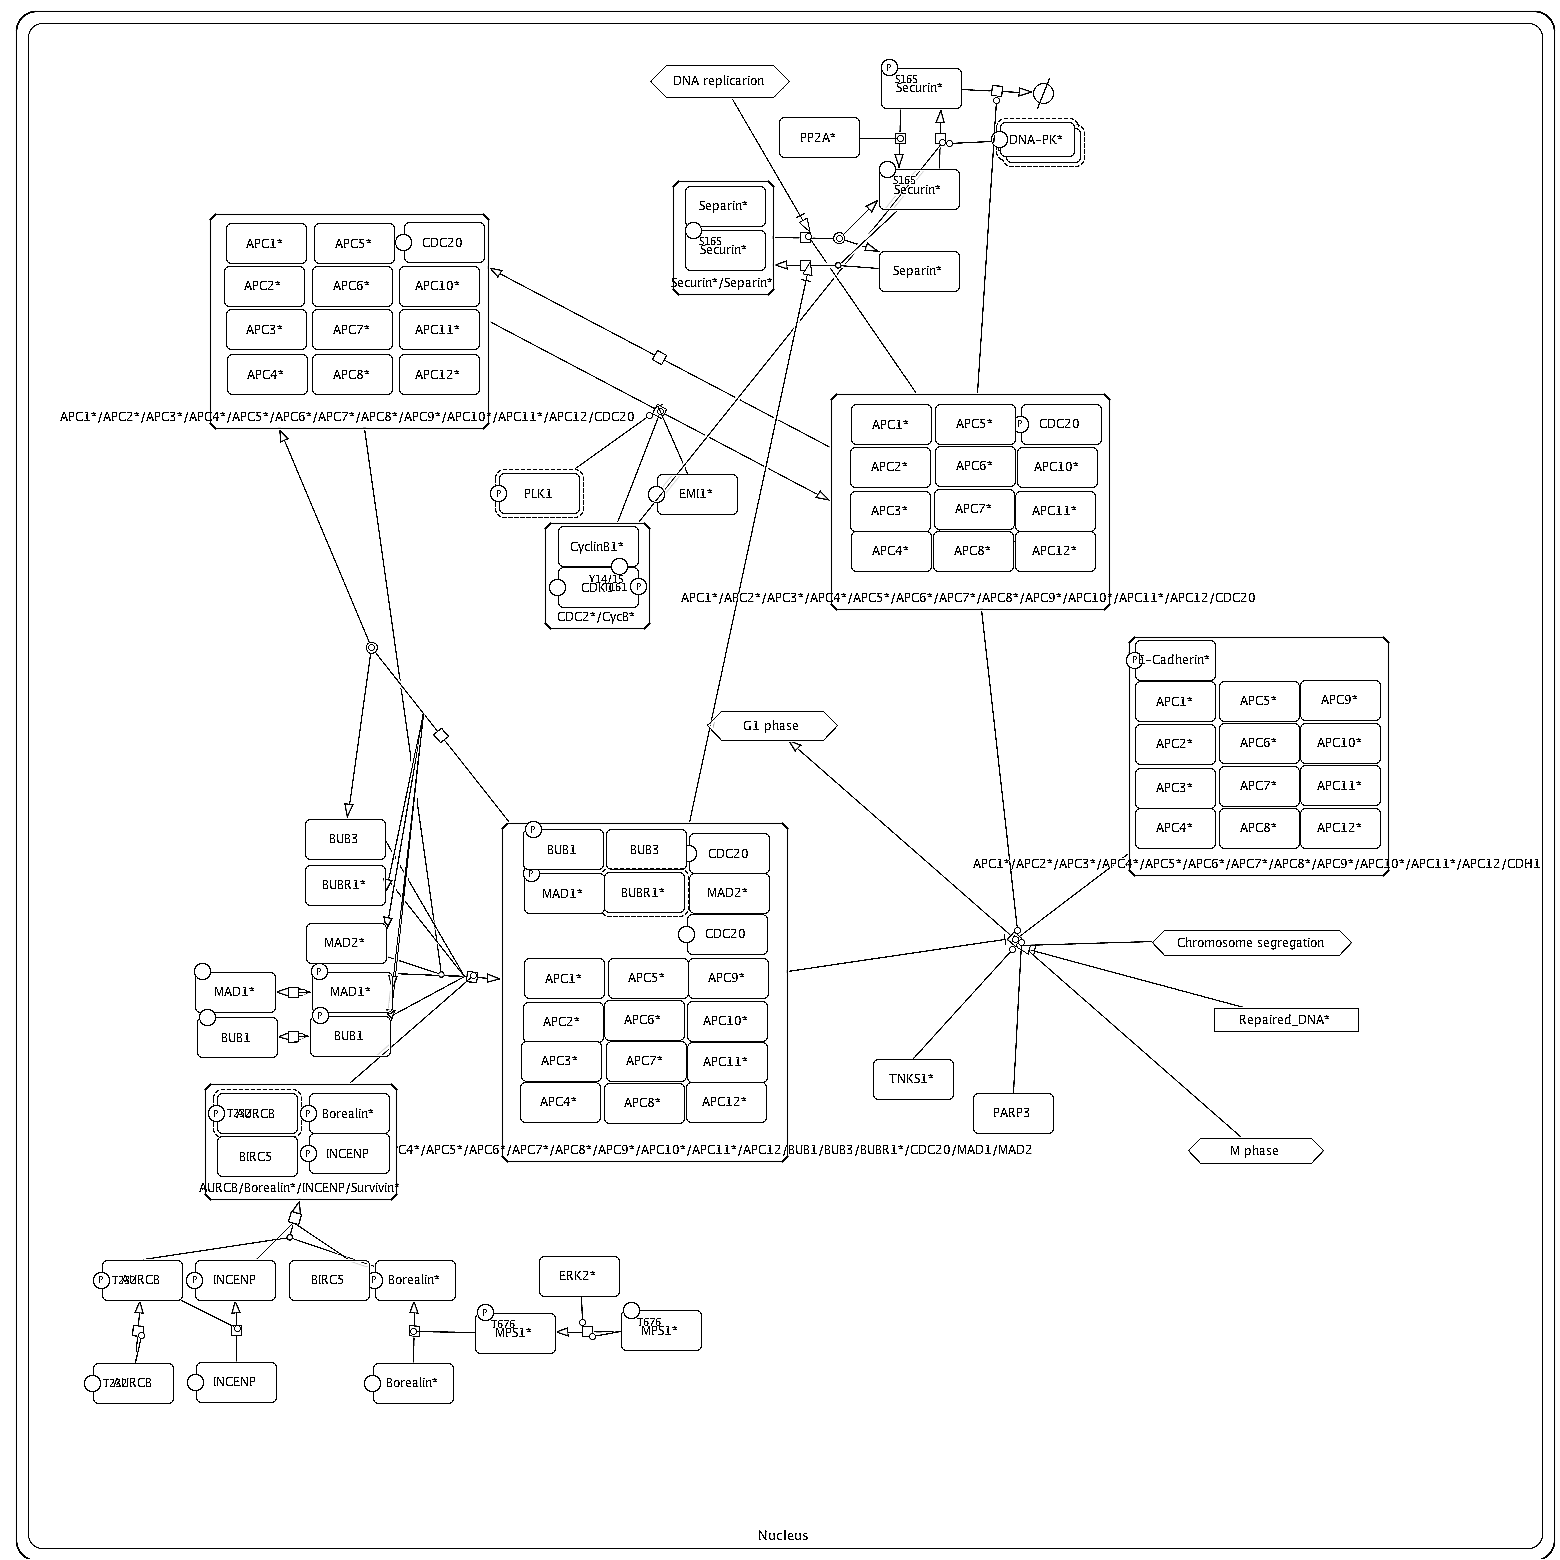 DNA replicarion
P
S165
Securin*
PP2A*
DNA-PK*
S165
Securin*
Separin*
S165
Securin*
Securin*/Separin*
Separin*
APC1*
APC5*
CDC20
APC2*
APC6*
APC10*
APC3*
APC7*
APC11*
APC4*
APC8*
APC12*
APC1*/APC2*/APC3*/APC4*/APC5*/APC6*/APC7*/APC8*/APC9*/APC10*/APC11*/APC12/CDC20
APC1*
APC5*
P
CDC20
APC2*
APC6*
APC10*
APC3*
APC7*
APC11*
APC4*
APC8*
APC12*
APC1*/APC2*/APC3*/APC4*/APC5*/APC6*/APC7*/APC8*/APC9*/APC10*/APC11*/APC12/CDC20
P
PLK1
EMI1*
CyclinB1*
Y14/15
P
CDC2*/CycB*
P
E-Cadherin*
APC1*
APC5*
APC9*
APC2*
APC6*
APC10*
APC3*
APC7*
APC11*
APC4*
APC8*
APC12*
APC1*/APC2*/APC3*/APC4*/APC5*/APC6*/APC7*/APC8*/APC9*/APC10*/APC11*/APC12/CDH1
G1 phase
BUB3
BUBR1*
MAD2*
MAD1*
P
MAD1*
BUB1
P
BUB1
P
BUB1
BUB3
CDC20
P
MAD1*
BUBR1*
MAD2*
CDC20
APC1*
APC5*
APC9*
APC2*
APC6*
APC10*
APC3*
APC7*
APC11*
APC4*
APC8*
APC12*
C4*/APC5*/APC6*/APC7*/APC8*/APC9*/APC10*/APC11*/APC12/BUB1/BUB3/BUBR1*/CDC20/MAD1/MAD2
Chromosome segregation
Repaired_DNA*
TNKS1*
PARP3
M phase
P
T232
AURCB
P
Borealin*
BIRC5
P
INCENP
AURCB/Borealin*/INCENP/Survivin*
P
T232
AURCB
P
INCENP
BIRC5
P
Borealin*
ERK2*
P
T676
MPS1*
T676
MPS1*
T232
AURCB
INCENP
Borealin*
Nucleus